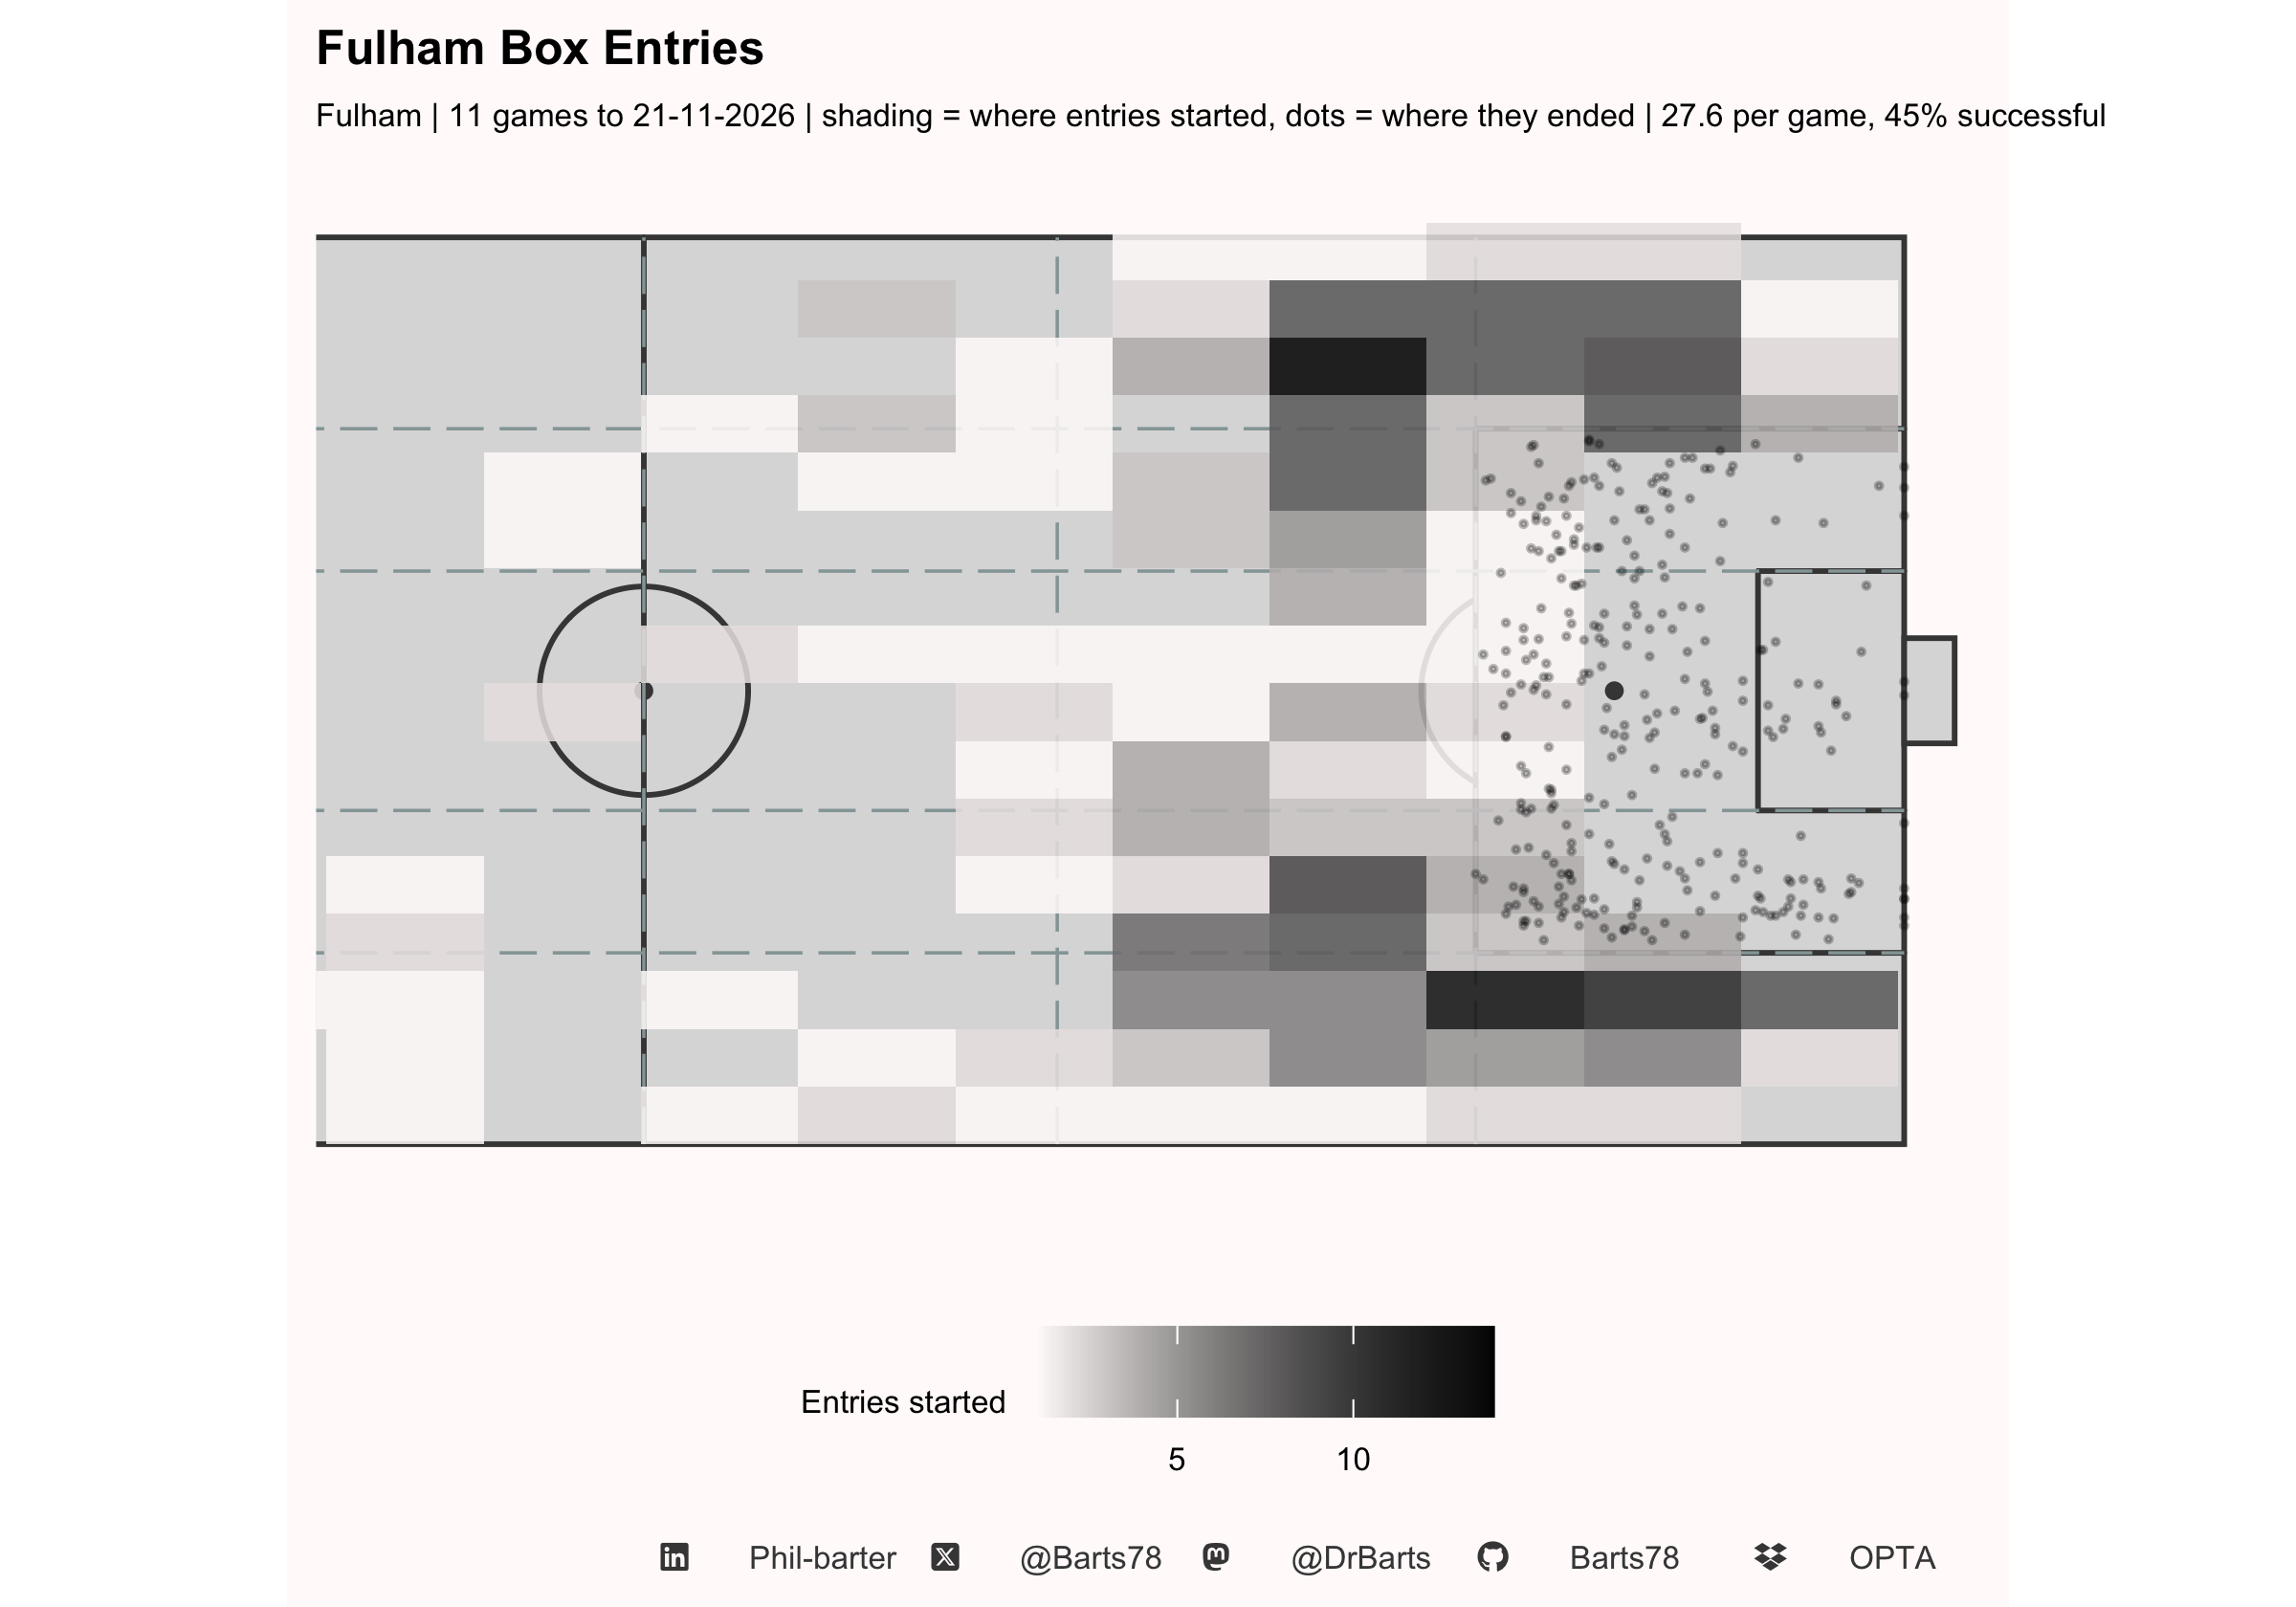 Fulham Box Entries
Fulham | 11 games to 21-11-2026 | shading = where entries started, dots = where they ended | 27.6 per game, 45% successful
Entries started
5 10
Phil-barter @Barts78 @DrBarts Barts78 OPTA